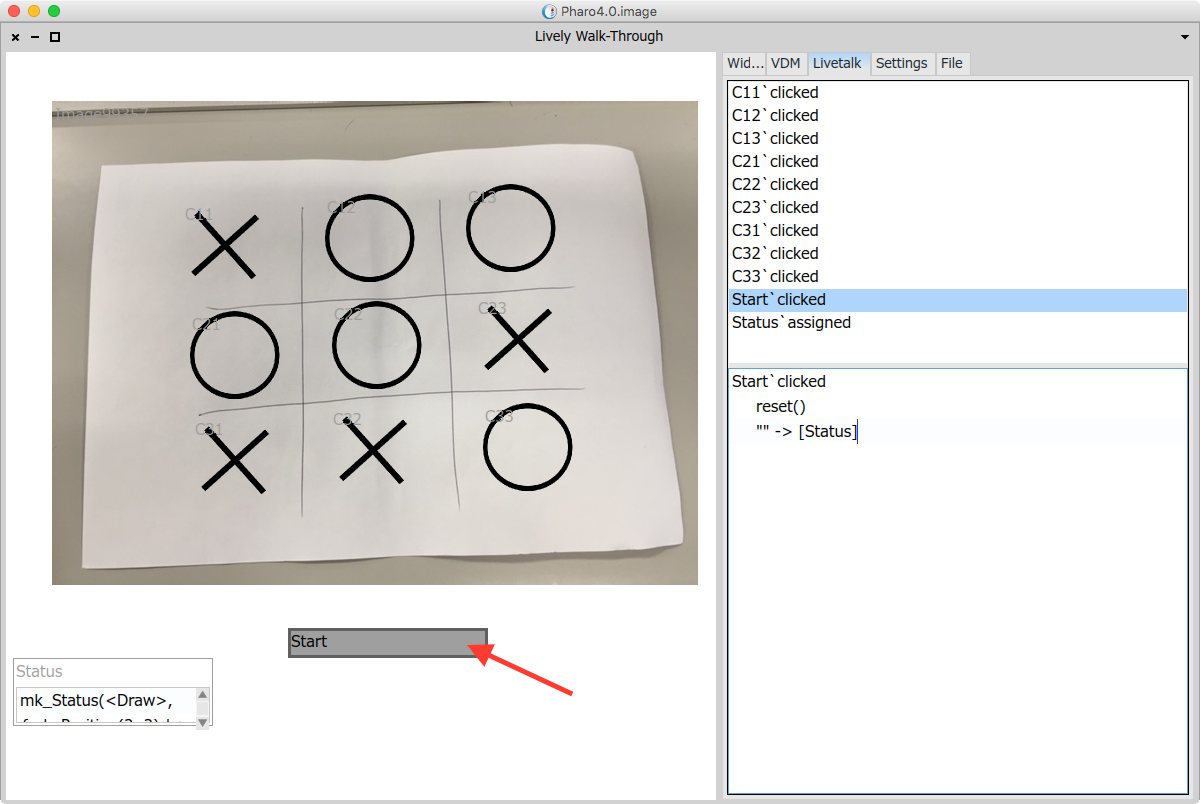 Pharo4.0.image
Lively Walk-Through
Wid... VDM Livetalk Settings File
C11 C12 C13
C21 C22 C23
C31 C32 C33
Start
Status
mk_Status(<Draw>,
C11`clicked
C12`clicked
C13`clicked
C21`clicked
C22`clicked
C23`clicked
C31`clicked
C32`clicked
C33`clicked
Start`clicked
Status`assigned
Start`clicked
reset()
"" -> [Status]